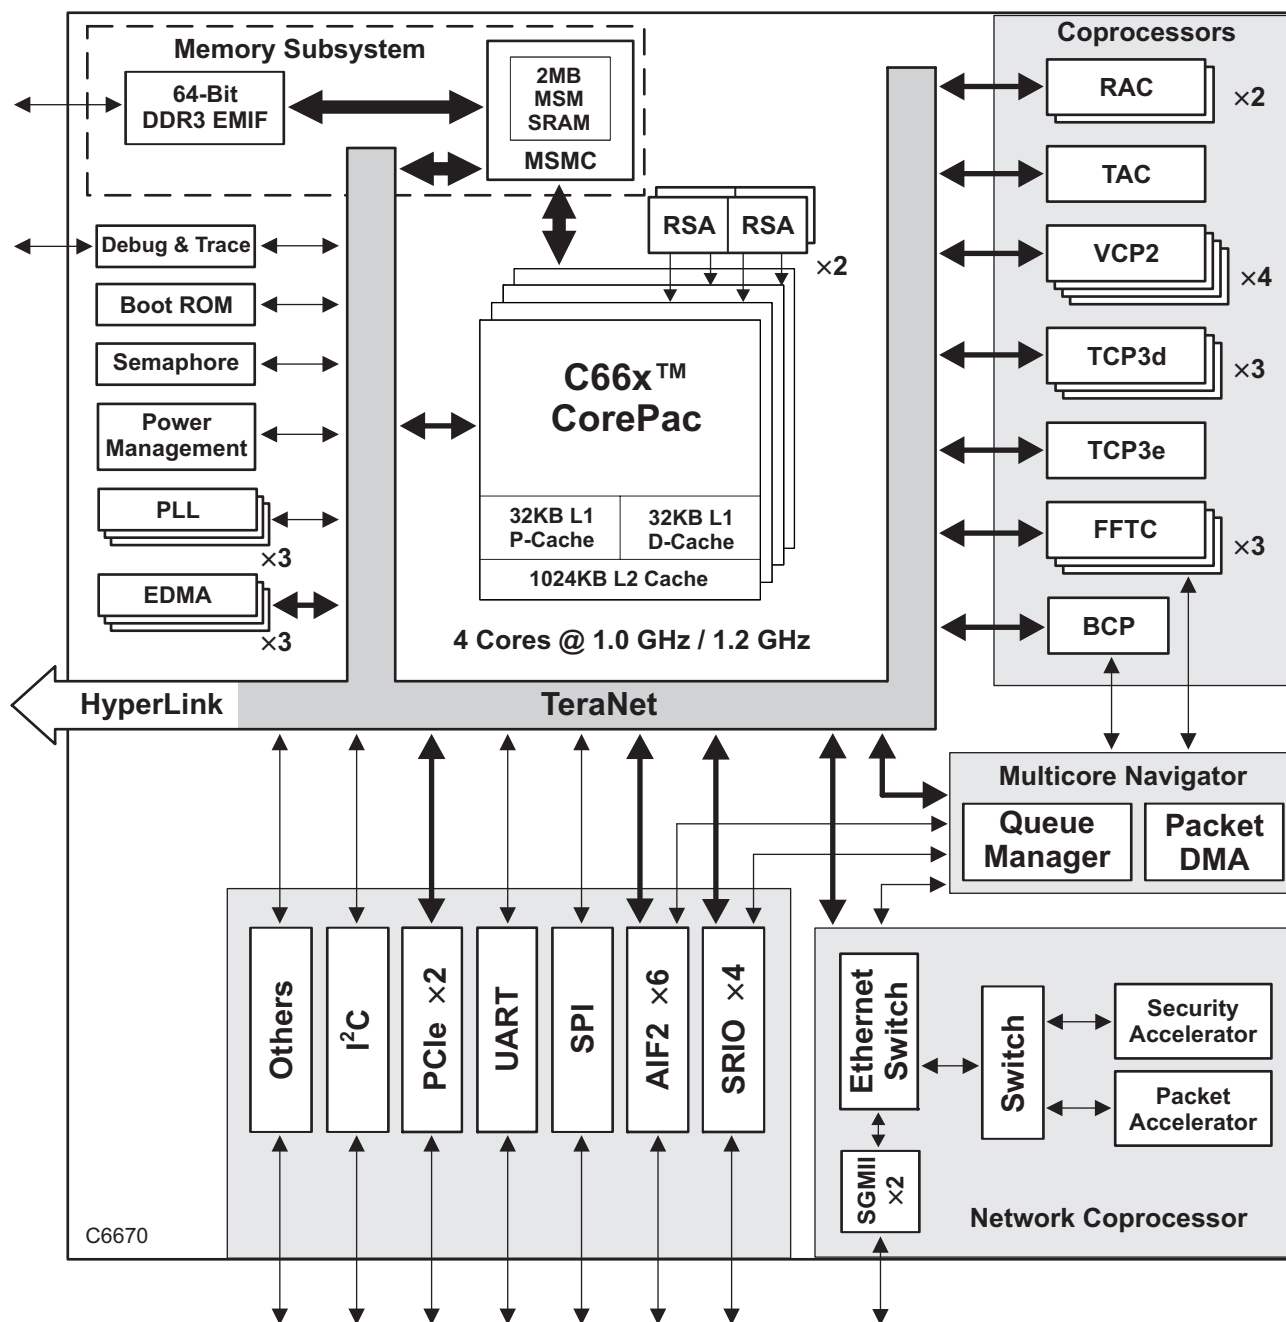 Memory Subsystem
64-Bit
DDR3 EMIF
2MB
MSM
SRAM
MSMC
RSA
RSA
×2
Debug & Trace
Boot ROM
Semaphore
Power
Management
PLL
×3
EDMA
×3
C66x™
CorePac
32KB L1
P-Cache
32KB L1
D-Cache
1024KB L2 Cache
4 Cores @ 1.0 GHz / 1.2 GHz
Coprocessors
RAC
×2
TAC
VCP2
×4
TCP3d
×3
TCP3e
FFTC
×3
BCP
HyperLink
TeraNet
Multicore Navigator
Queue
Manager
Packet
DMA
Others
I²C
PCIe ×2
UART
SPI
AIF2 ×6
SRIO ×4
Ethernet
Switch
Switch
Security
Accelerator
Packet
Accelerator
SGMII
×2
Network Coprocessor
C6670